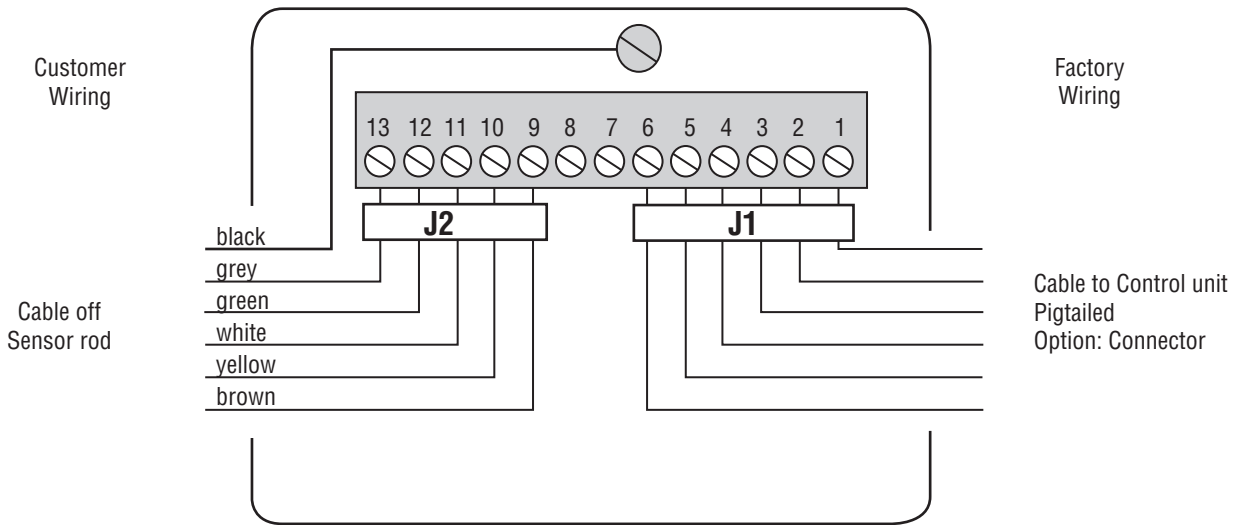 Customer
Wiring
Factory
Wiring
13 12 11 10 9 8 7 6 5 4 3 2 1
J2
J1
black
grey
green
white
yellow
brown
Cable off
Sensor rod
Cable to Control unit
Pigtailed
Option: Connector